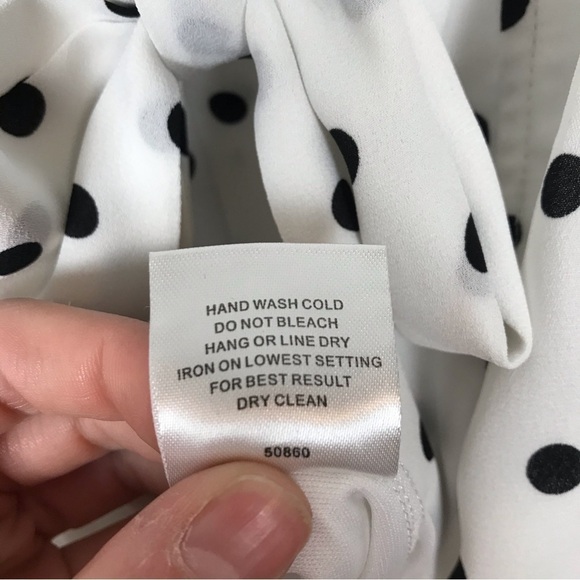 HAND WASH COLD
DO NOT BLEACH
HANG OR LINE DRY
IRON ON LOWEST SETTING
FOR BEST RESULT
DRY CLEAN
50860